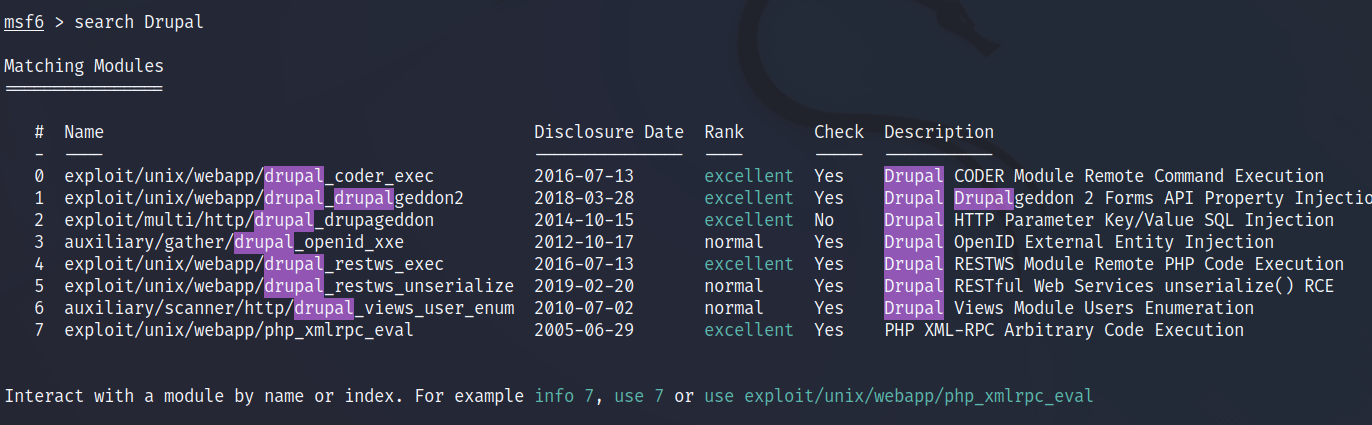 msf6 > search Drupal
Matching Modules
================
# Name Disclosure Date Rank Check Description
- ---- --------------- ---- ----- -----------
0 exploit/unix/webapp/drupal_coder_exec 2016-07-13 excellent Yes Drupal CODER Module Remote Command Execution
1 exploit/unix/webapp/drupal_drupalgeddon2 2018-03-28 excellent Yes Drupal Drupalgeddon 2 Forms API Property Injectio
2 exploit/multi/http/drupal_drupageddon 2014-10-15 excellent No Drupal HTTP Parameter Key/Value SQL Injection
3 auxiliary/gather/drupal_openid_xxe 2012-10-17 normal Yes Drupal OpenID External Entity Injection
4 exploit/unix/webapp/drupal_restws_exec 2016-07-13 excellent Yes Drupal RESTWS Module Remote PHP Code Execution
5 exploit/unix/webapp/drupal_restws_unserialize 2019-02-20 normal Yes Drupal RESTful Web Services unserialize() RCE
6 auxiliary/scanner/http/drupal_views_user_enum 2010-07-02 normal Yes Drupal Views Module Users Enumeration
7 exploit/unix/webapp/php_xmlrpc_eval 2005-06-29 excellent Yes PHP XML-RPC Arbitrary Code Execution
Interact with a module by name or index. For example info 7, use 7 or use exploit/unix/webapp/php_xmlrpc_eval